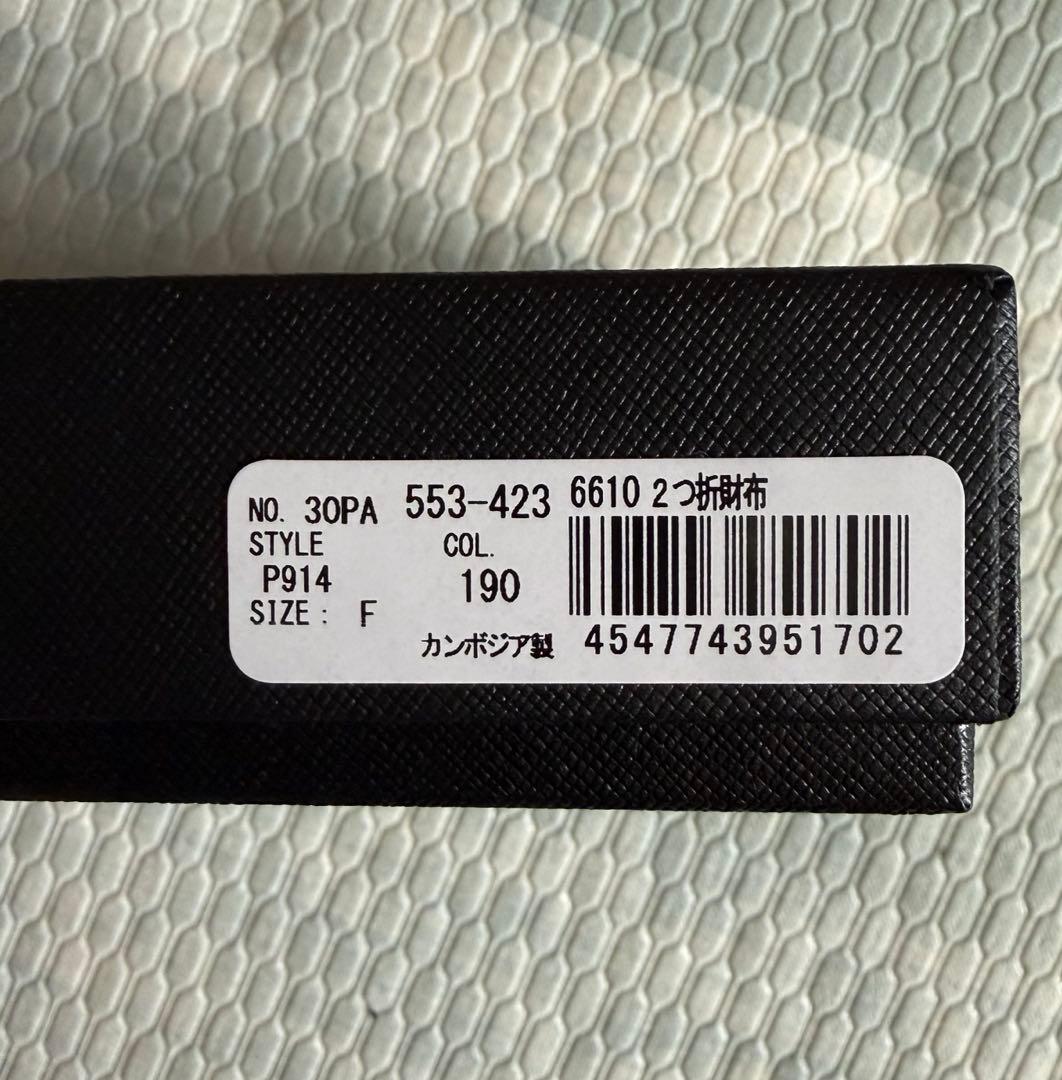 NO. 30PA 553-423 6610 2つ折財布
STYLE COL.
P914 190
SIZE: F
カンボジア製 4547743951702